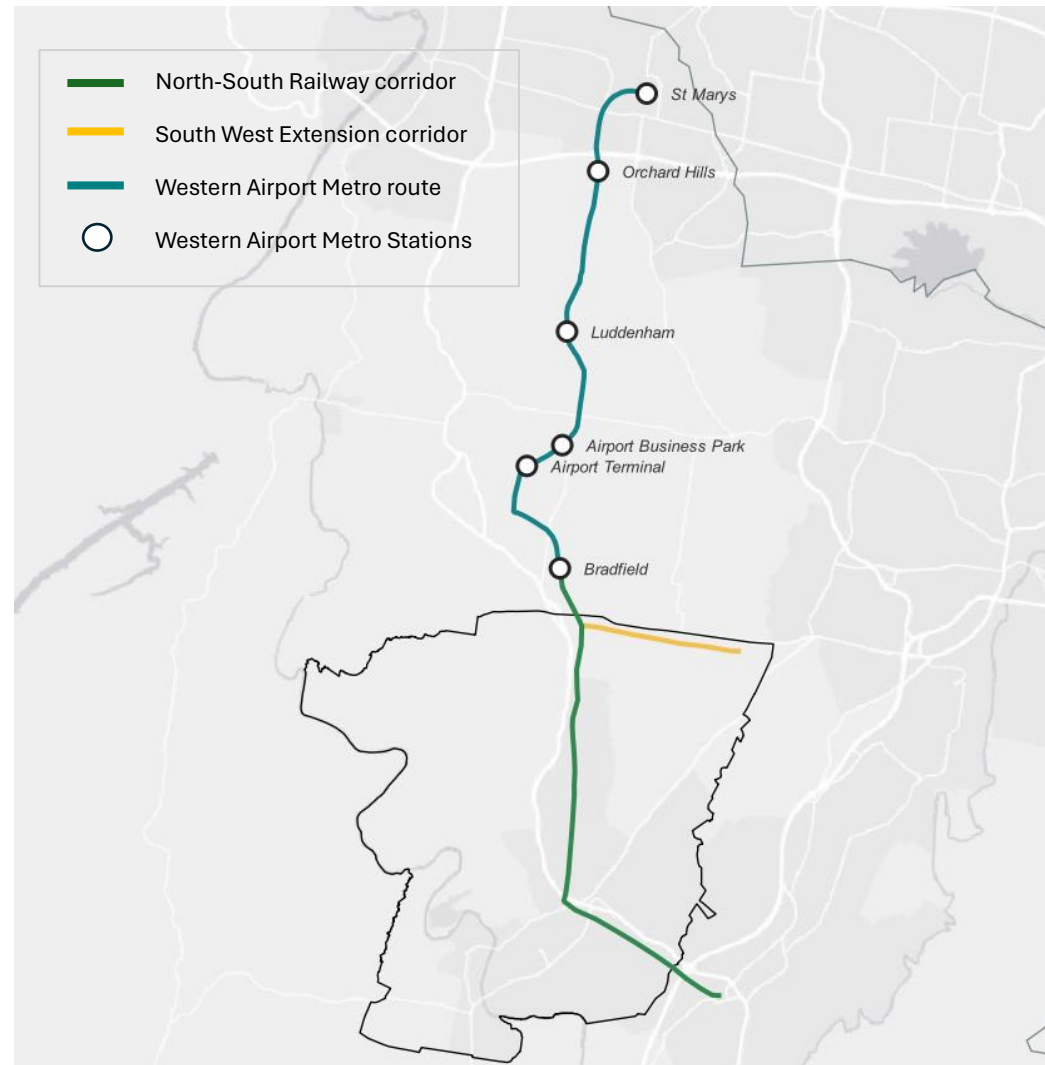 North-South Railway corridor
South West Extension corridor
Western Airport Metro route
Western Airport Metro Stations
St Marys
Orchard Hills
Luddenham
Airport Business Park
Airport Terminal
Bradfield